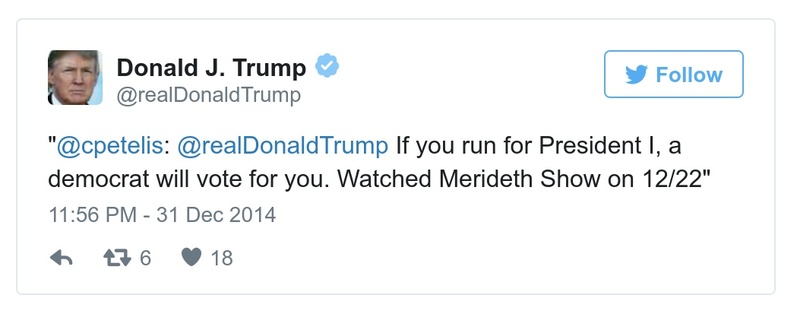 Donald J. Trump
@realDonaldTrump
Follow
"@cpetelis: @realDonaldTrump If you run for President I, a
democrat will vote for you. Watched Merideth Show on 12/22"
11:56 PM - 31 Dec 2014
6 18